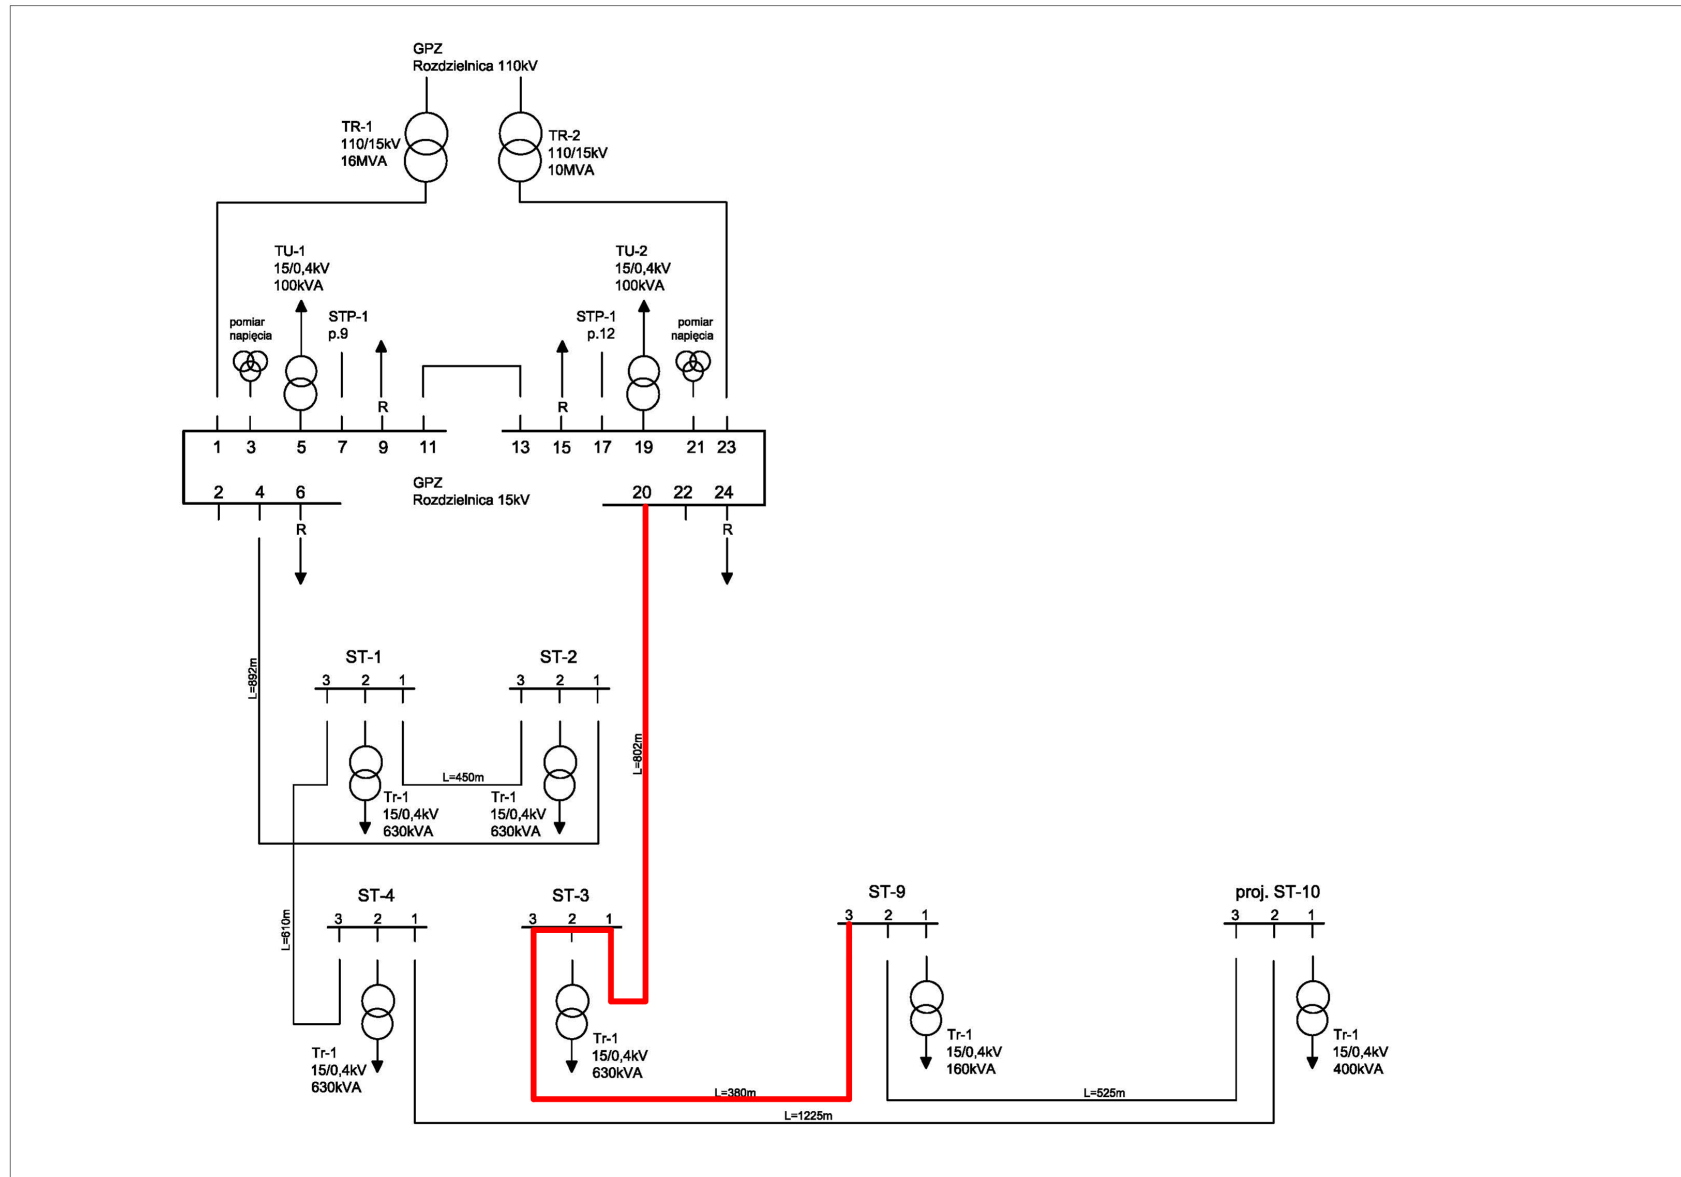 GPZ
Rozdzielnica 110kV
TR-1
110/15kV
16MVA
TR-2
110/15kV
10MVA
TU-1
15/0,4kV
100kVA
TU-2
15/0,4kV
100kVA
pomiar
napięcia
STP-1
p.9
STP-1
p.12
pomiar
napięcia
R
R
1 3 5 7 9 11 13 15 17 19 21 23
GPZ
Rozdzielnica 15kV
2 4 6 20 22 24
R
R
ST-1
3 2 1
ST-2
3 2 1
L=892m
L=802m
L=450m
Tr-1
15/0,4kV
630kVA
Tr-1
15/0,4kV
630kVA
ST-4
3 2 1
ST-3
3 2 1
ST-9
3 2 1
proj. ST-10
3 2 1
L=610m
Tr-1
15/0,4kV
630kVA
Tr-1
15/0,4kV
630kVA
Tr-1
15/0,4kV
160kVA
Tr-1
15/0,4kV
400kVA
L=380m
L=525m
L=1225m